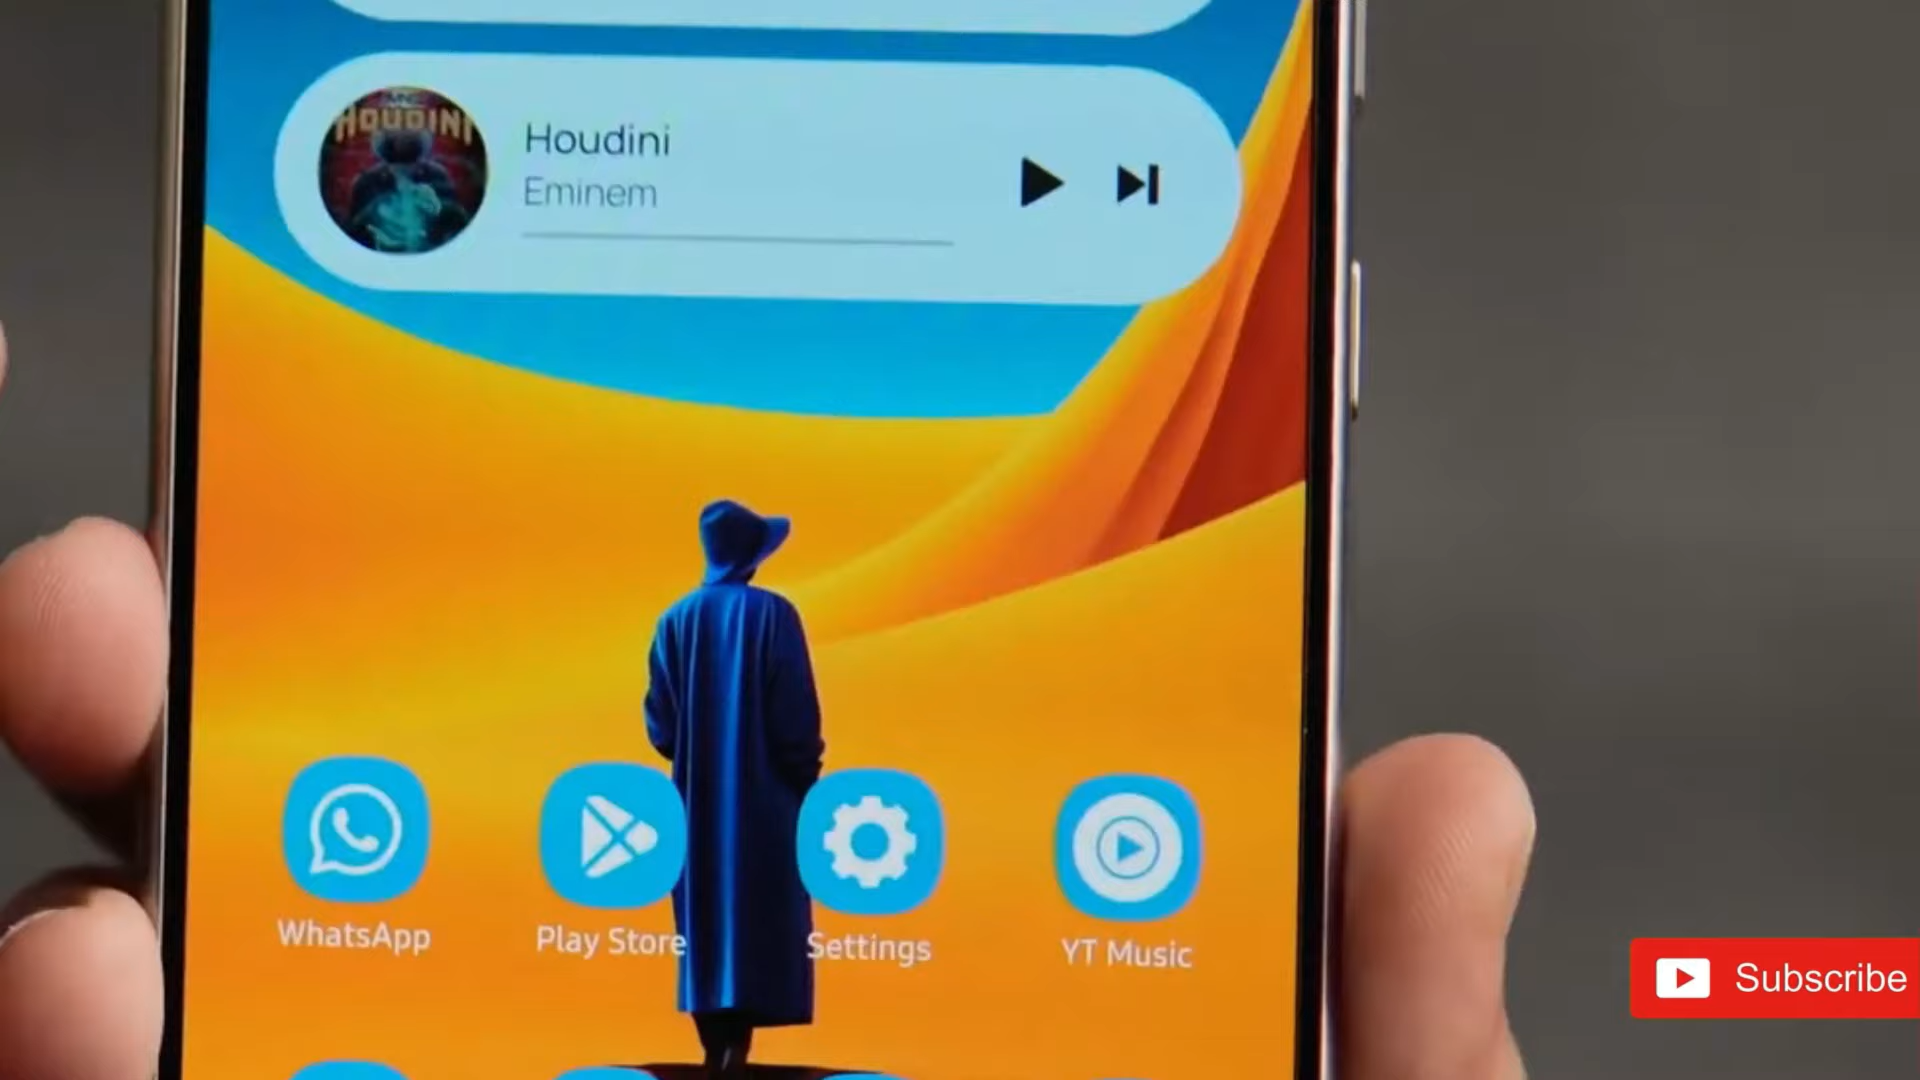 HOUDINI
Houdini
Eminem
WhatsApp
Play Store
Settings
YT Music
Subscribe